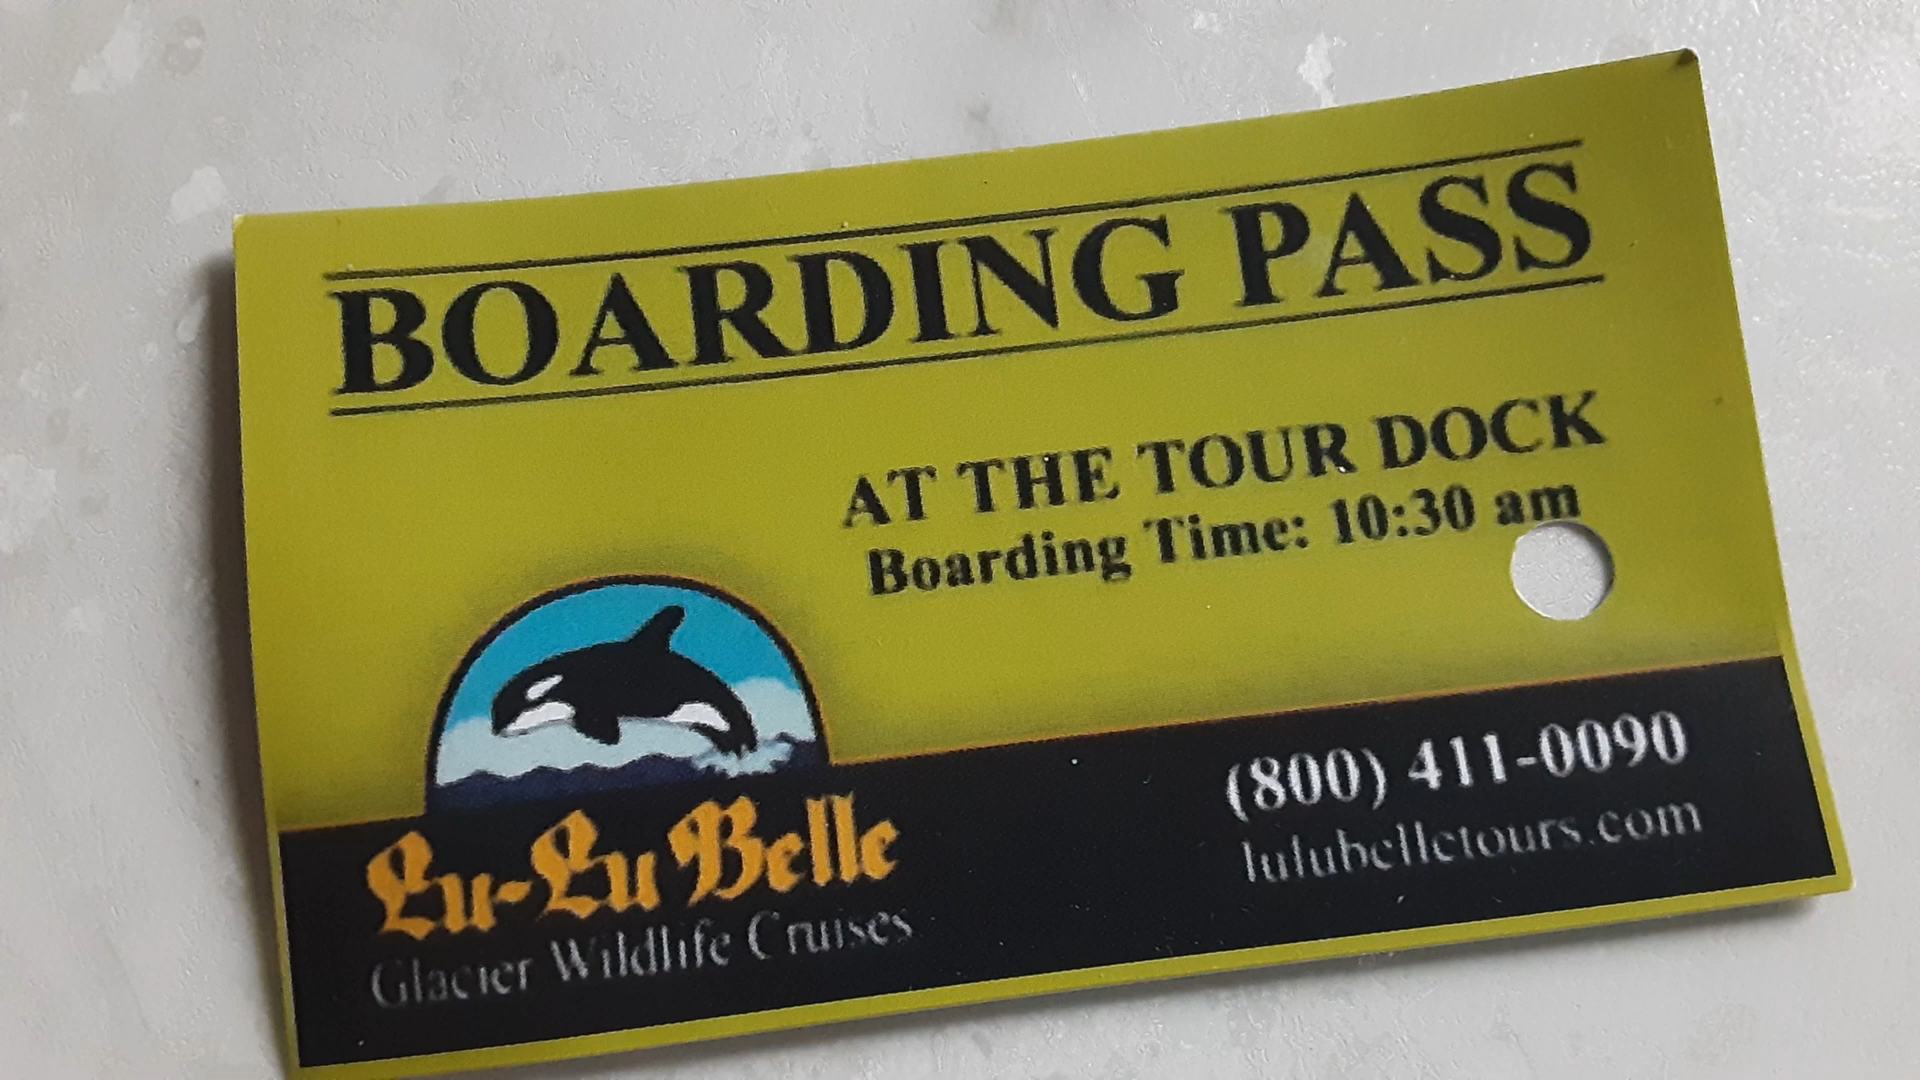 BOARDING PASS
AT THE TOUR DOCK
Boarding Time: 10:30 am
Lu-Lu Belle
Glacier Wildlife Cruises
(800) 411-0090
lulubelletours.com